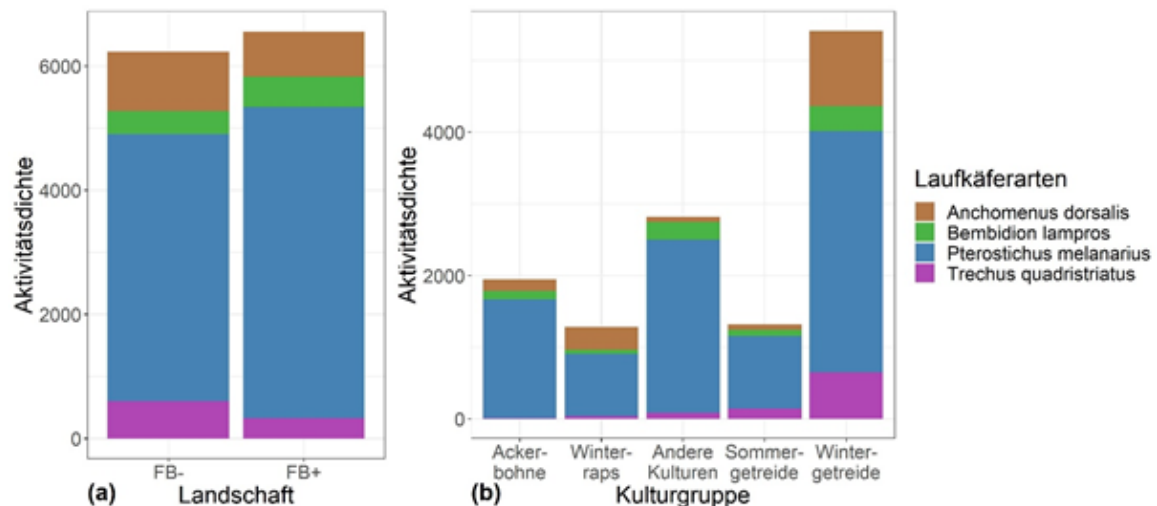 Aktivitätsdichte
6000
4000
2000
0
FB-
FB+
(a)
Landschaft
Aktivitätsdichte
4000
2000
0
Acker-
bohne
Winter-
raps
Andere
Kulturen
Sommer-
getreide
Winter-
getreide
(b)
Kulturgruppe
Laufkäferarten
Anchomenus dorsalis
Bembidion lampros
Pterostichus melanarius
Trechus quadristriatus